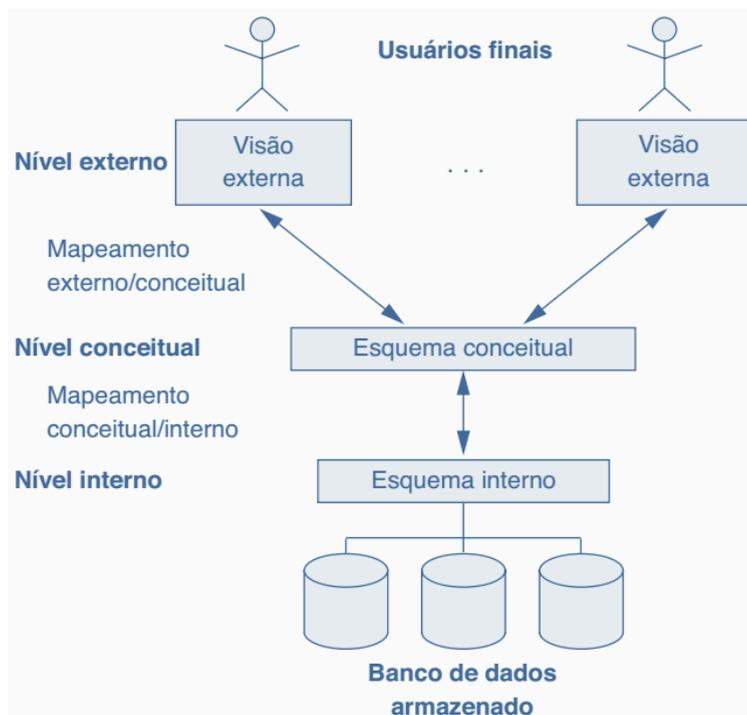 Usuários finais
Nível externo
Visão
externa
. . .
Visão
externa
Mapeamento
externo/conceitual
Nível conceitual
Esquema conceitual
Mapeamento
conceitual/interno
Nível interno
Esquema interno
Banco de dados
armazenado